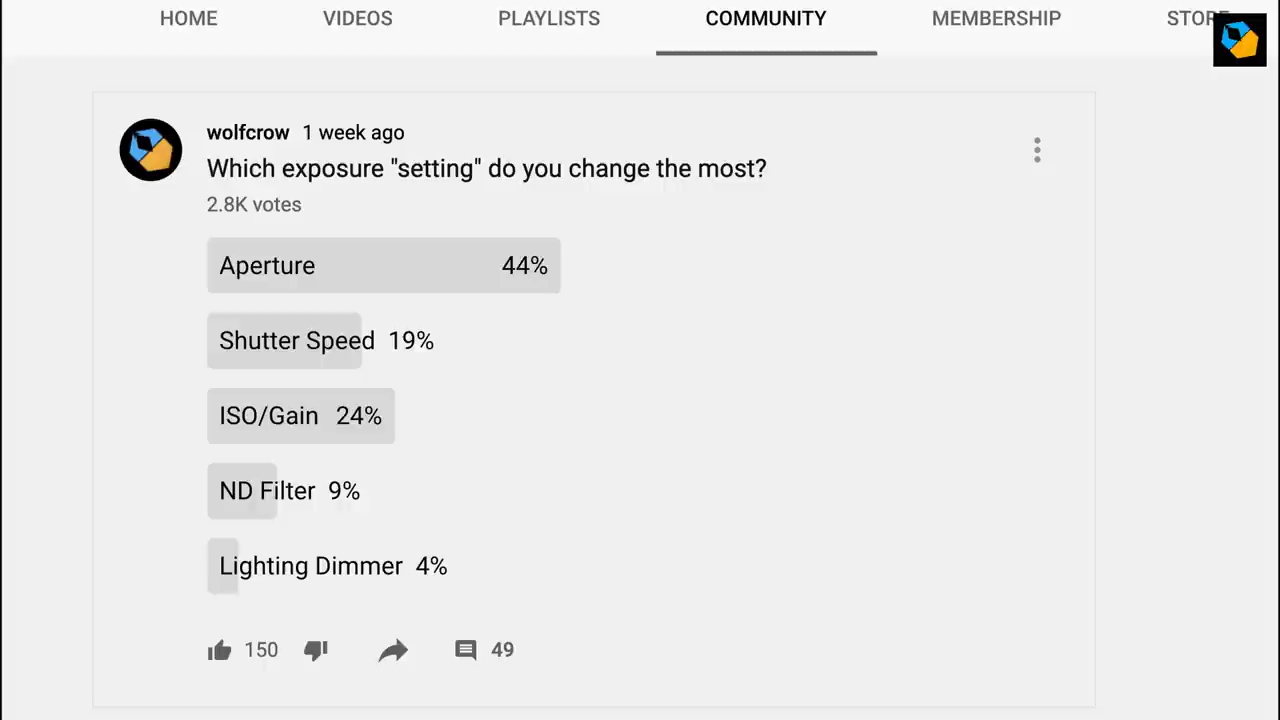 HOME VIDEOS PLAYLISTS COMMUNITY MEMBERSHIP STORE
wolfcrow 1 week ago
Which exposure "setting" do you change the most?
2.8K votes
Aperture 44%
Shutter Speed 19%
ISO/Gain 24%
ND Filter 9%
Lighting Dimmer 4%
150 49